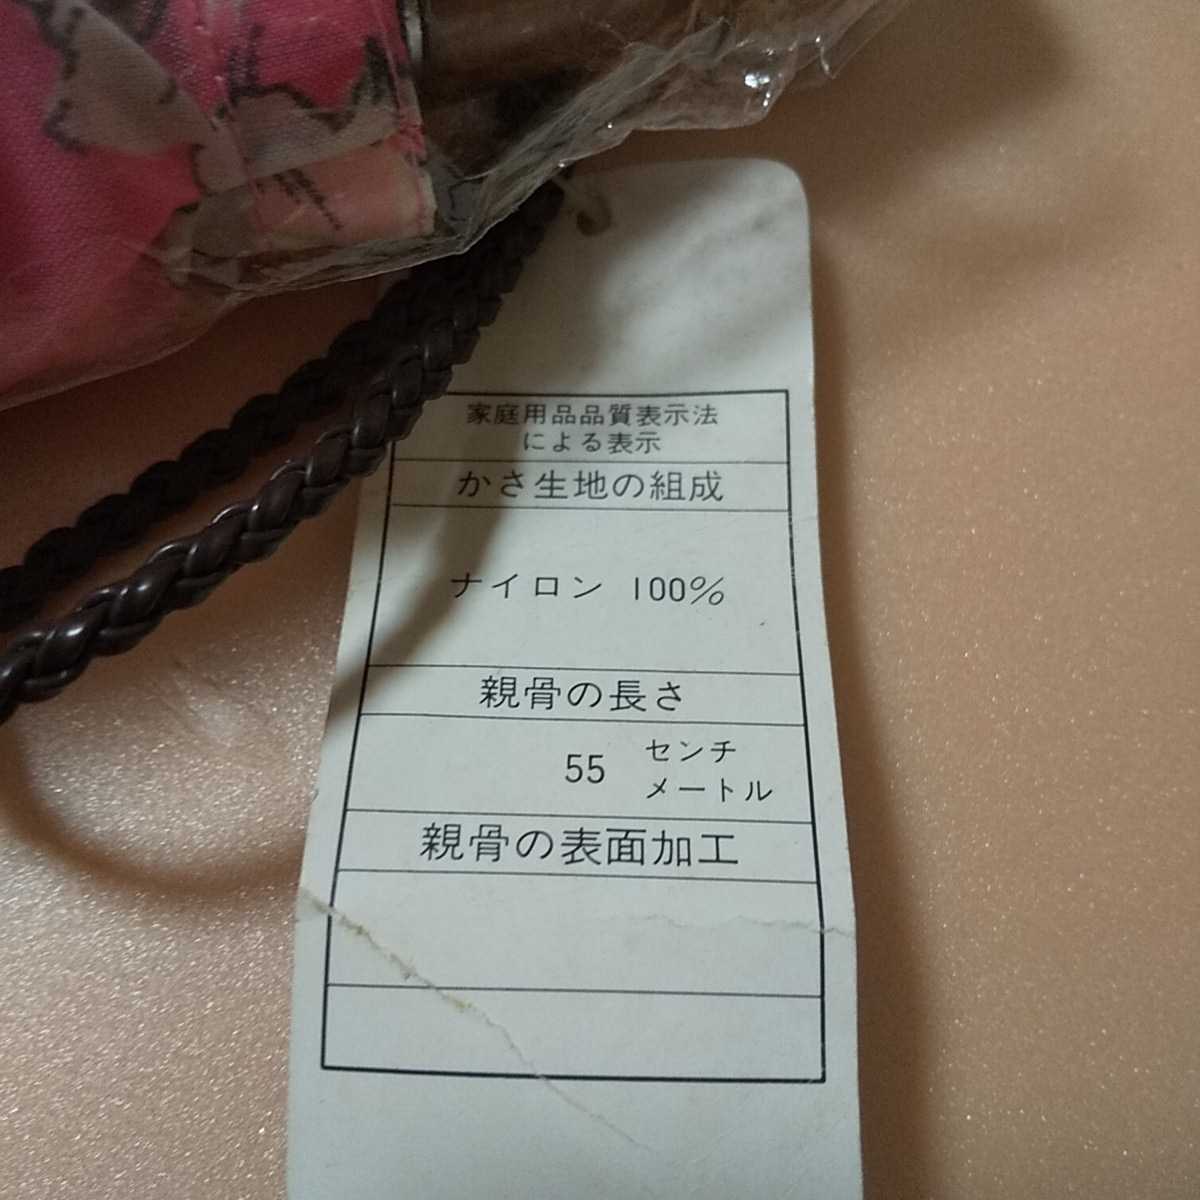 家庭用品品質表示法
による表示
かさ生地の組成
ナイロン 100%
親骨の長さ
55 センチ
メートル
親骨の表面加工